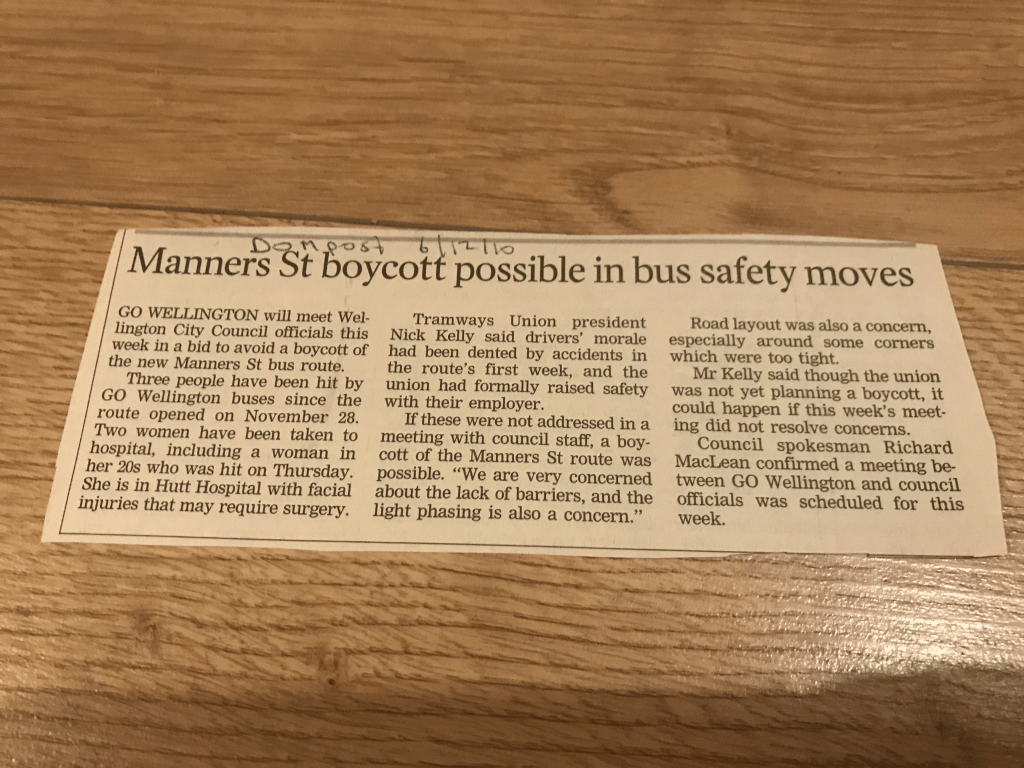 Dompost 6/12/10
Manners St boycott possible in bus safety moves
GO WELLINGTON will meet Wel-
lington City Council officials this
week in a bid to avoid a boycott of
the new Manners St bus route.
Three people have been hit by
GO Wellington buses since the
route opened on November 28.
Two women have been taken to
hospital, including a woman in
her 20s who was hit on Thursday.
She is in Hutt Hospital with facial
injuries that may require surgery.
Tramways Union president
Nick Kelly said drivers' morale
had been dented by accidents in
the route's first week, and the
union had formally raised safety
with their employer.
If these were not addressed in a
meeting with council staff, a boy-
cott of the Manners St route was
possible. “We are very concerned
about the lack of barriers, and the
light phasing is also a concern.”
Road layout was also a concern,
especially around some corners
which were too tight.
Mr Kelly said though the union
was not yet planning a boycott, it
could happen if this week's meet-
ing did not resolve concerns.
Council spokesman Richard
MacLean confirmed a meeting be-
tween GO Wellington and council
officials was scheduled for this
week.